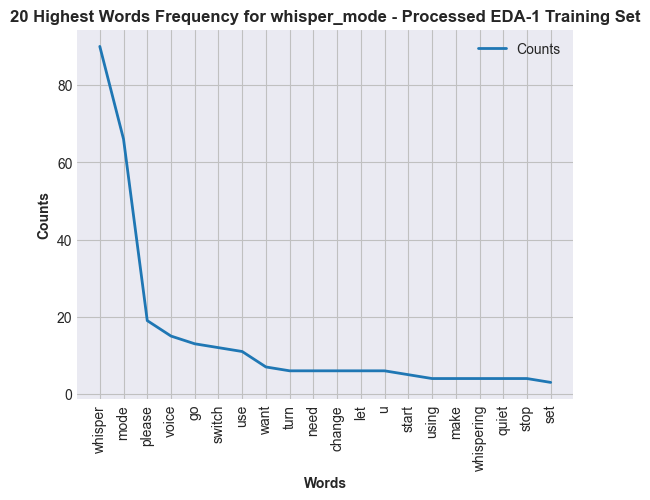 20 Highest Words Frequency for whisper_mode - Processed EDA-1 Training Set
Counts
80
60
40
20
0
Counts
whisper
mode
please
voice
go
switch
use
want
turn
need
change
let
u
start
using
make
whispering
quiet
stop
set
Words